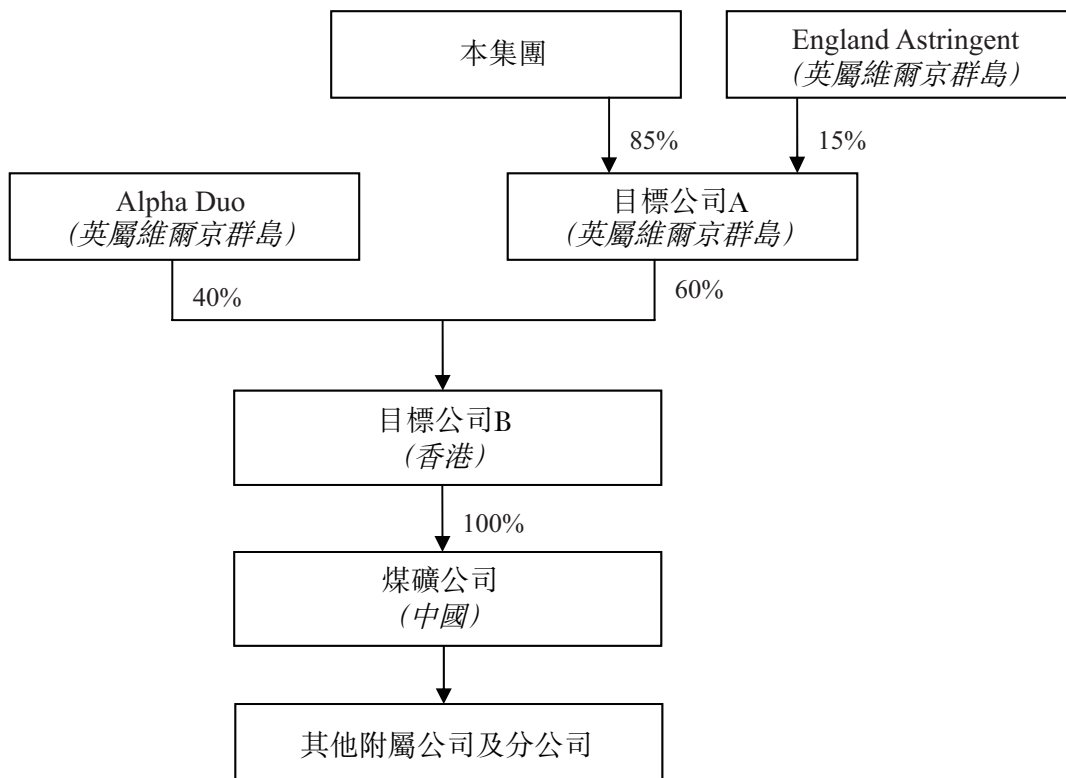 本集團
England Astringent
(英屬維爾京群島)
85%
15%
Alpha Duo
(英屬維爾京群島)
目標公司A
(英屬維爾京群島)
40%
60%
目標公司B
(香港)
100%
煤礦公司
(中國)
其他附屬公司及分公司